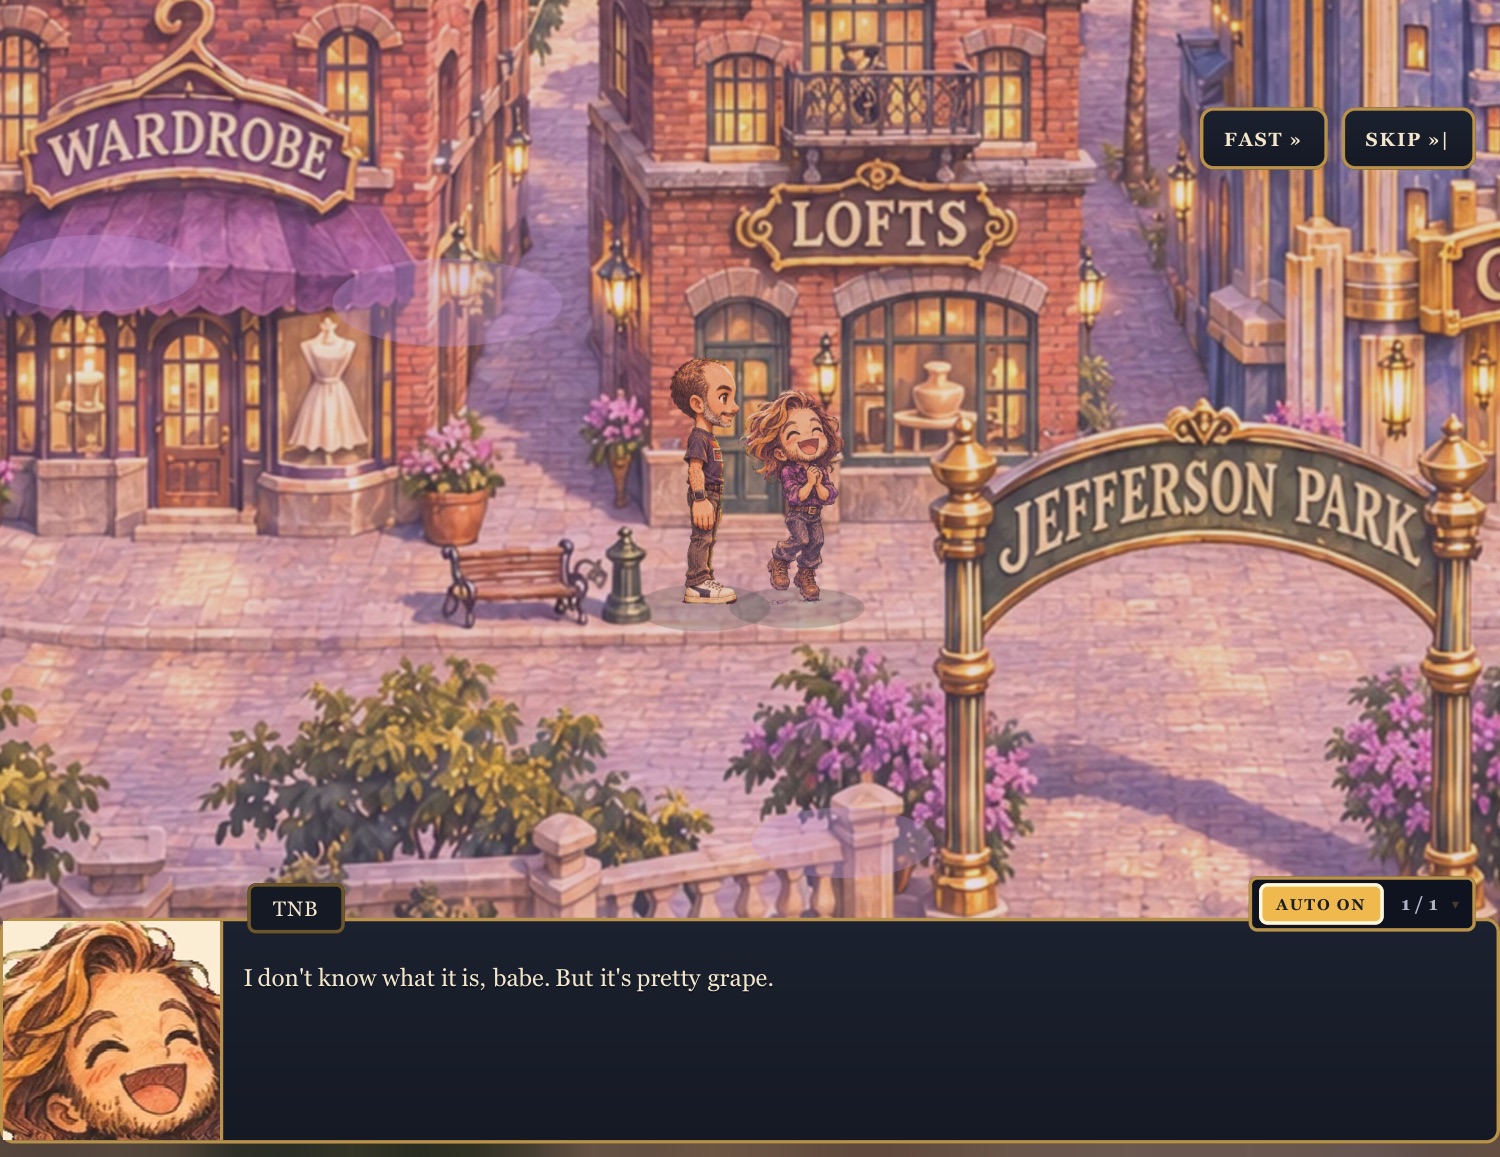 WARDROBE
LOFTS
FAST »
SKIP »|
G
JEFFERSON PARK
TNB
AUTO ON
1 / 1 ▼
I don't know what it is, babe. But it's pretty grape.